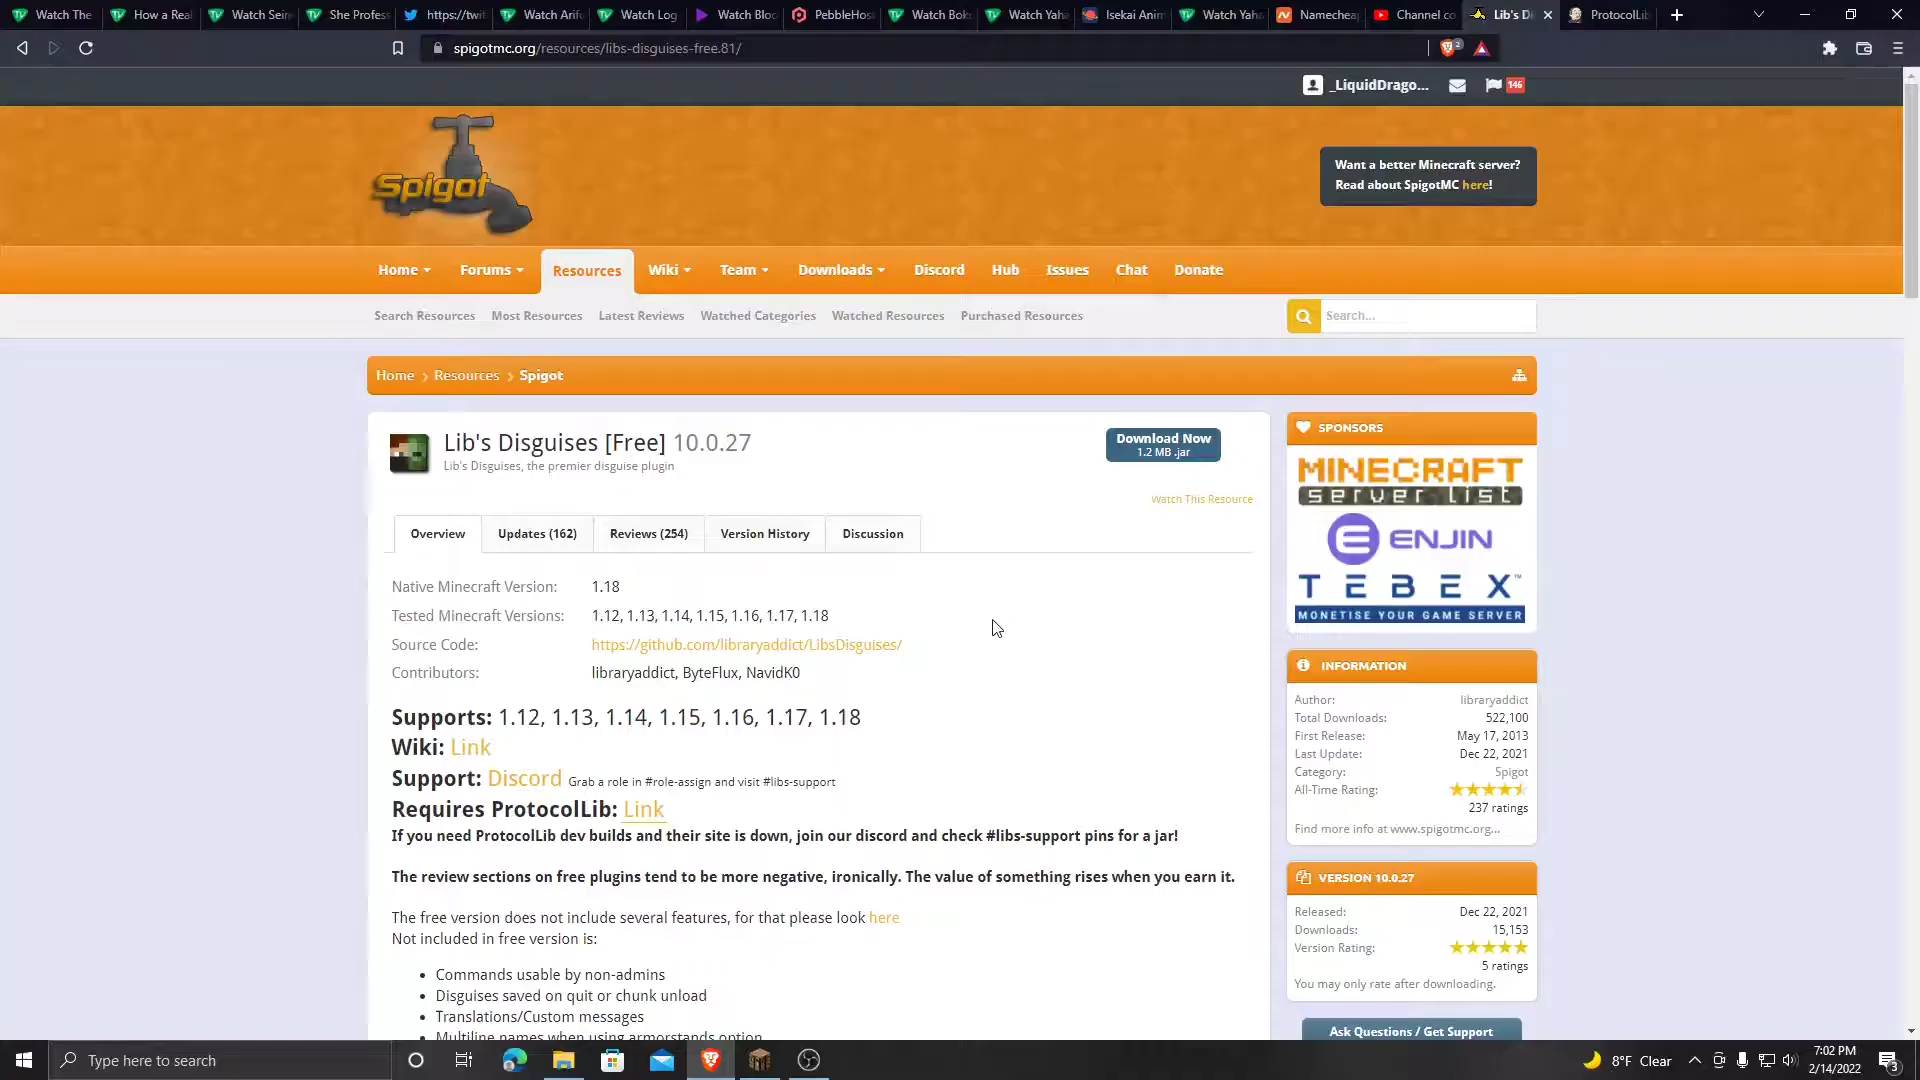 Watch The
How a Real
Watch Sein
She Profess
https://twit
Watch Arifu
Watch Log
Watch Bloc
PebbleHos
Watch Bok
Watch Yaha
Isekai Anim
Watch Yaha
Namecheap
Channel co
Lib's Di
ProtocolLib
spigotmc.org/resources/libs-disguises-free.81/
2
_LiquidDrago...
146
Spigot
Want a better Minecraft server?
Read about SpigotMC here!
Home
Forums
Resources
Wiki
Team
Downloads
Discord
Hub
Issues
Chat
Donate
Search Resources
Most Resources
Latest Reviews
Watched Categories
Watched Resources
Purchased Resources
Search...
Home
Resources
Spigot
Lib's Disguises [Free] 10.0.27
Lib's Disguises, the premier disguise plugin
Download Now
1.2 MB .jar
Watch This Resource
Overview
Updates (162)
Reviews (254)
Version History
Discussion
Native Minecraft Version: 1.18
Tested Minecraft Versions: 1.12, 1.13, 1.14, 1.15, 1.16, 1.17, 1.18
Source Code: https://github.com/libraryaddict/LibsDisguises/
Contributors: libraryaddict, ByteFlux, NavidK0
Supports: 1.12, 1.13, 1.14, 1.15, 1.16, 1.17, 1.18
Wiki: Link
Support: Discord Grab a role in #role-assign and visit #libs-support
Requires ProtocolLib: Link
If you need ProtocolLib dev builds and their site is down, join our discord and check #libs-support pins for a jar!
The review sections on free plugins tend to be more negative, ironically. The value of something rises when you earn it.
The free version does not include several features, for that please look here
Not included in free version is:
Commands usable by non-admins
Disguises saved on quit or chunk unload
Translations/Custom messages
Multiline names when using armorstands option
SPONSORS
MINECRAFT
server list
ENJIN
TEBEX™
MONETISE YOUR GAME SERVER
INFORMATION
Author: libraryaddict
Total Downloads: 522,100
First Release: May 17, 2013
Last Update: Dec 22, 2021
Category: Spigot
All-Time Rating:
237 ratings
Find more info at www.spigotmc.org...
VERSION 10.0.27
Released: Dec 22, 2021
Downloads: 15,153
Version Rating:
5 ratings
You may only rate after downloading.
Ask Questions / Get Support
Type here to search
8°F Clear
7:02 PM
2/14/2022
3